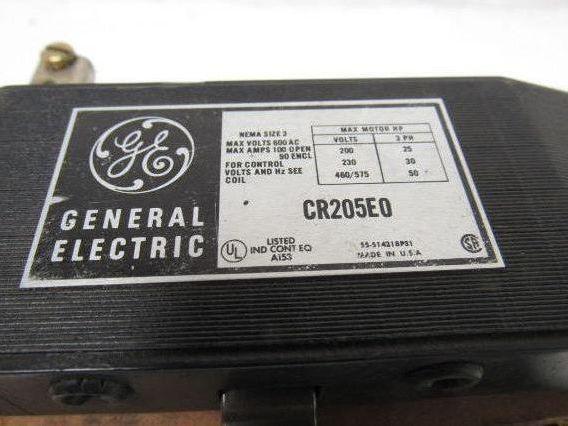 GE
GENERAL
ELECTRIC
NEMA SIZE 3
MAX VOLTS 600 AC
MAX AMPS 100 OPEN
90 ENCL
FOR CONTROL
VOLTS AND Hz SEE
COIL
MAX MOTOR HP
VOLTS 3 PH
200 25
230 30
460/575 50
CR205E0
UL
LISTED
IND CONT EQ
A153
55-514218PS1
MADE IN U.S.A
SA